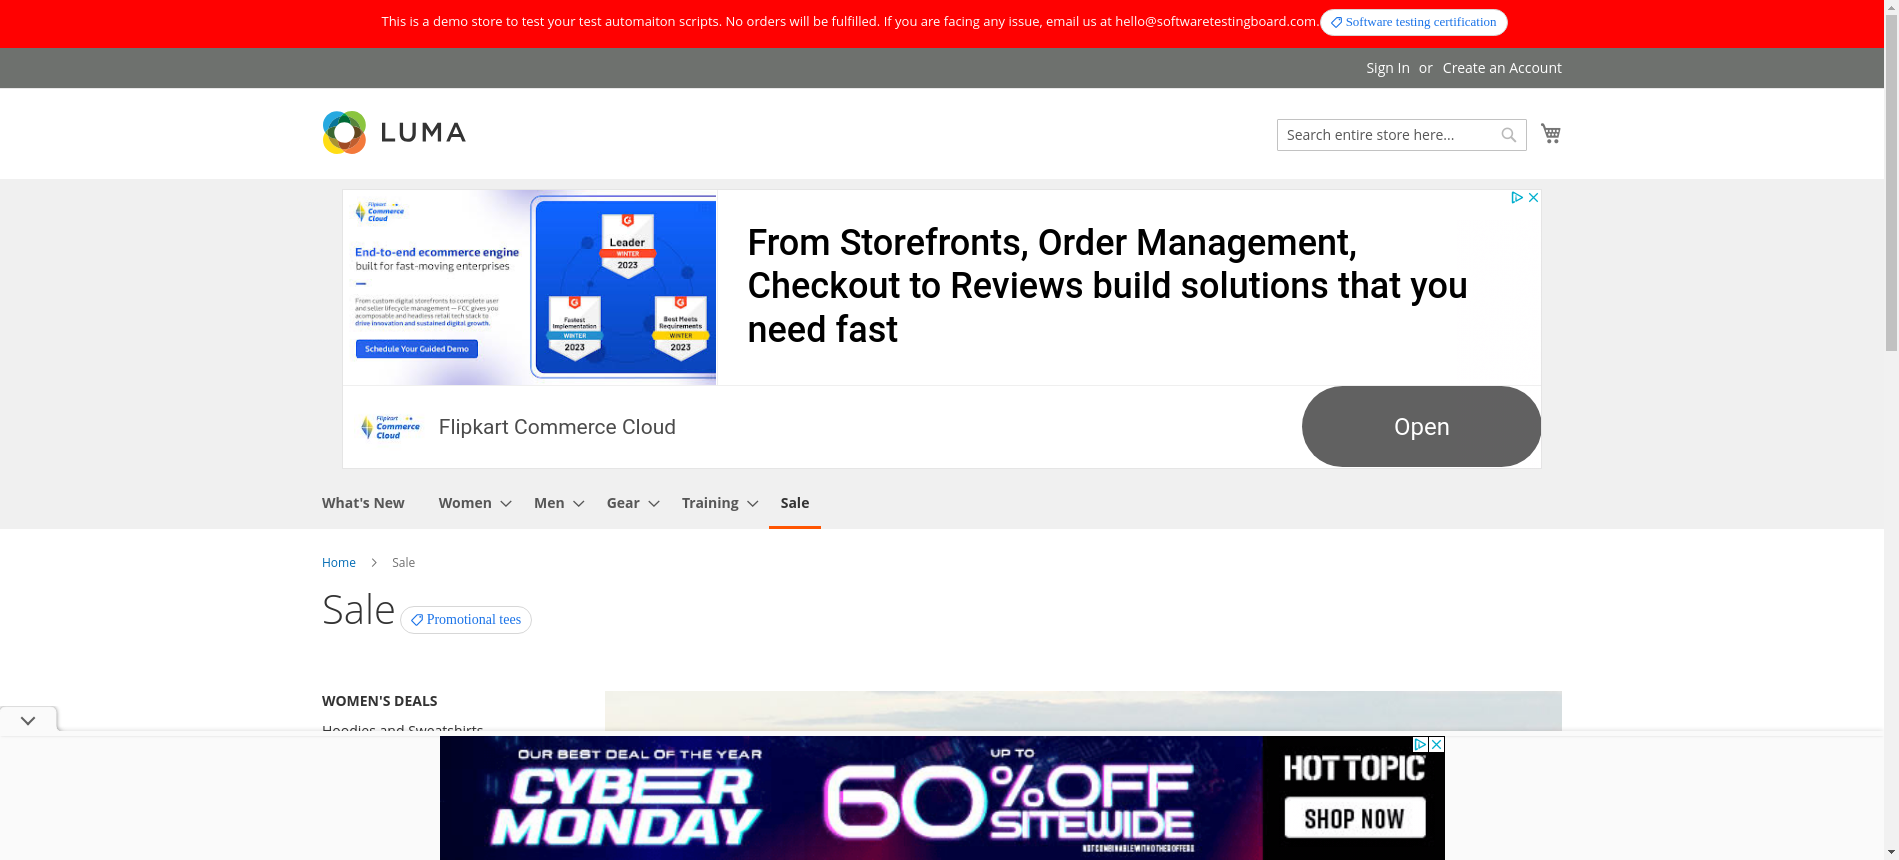 This is a demo store to test your test automaiton scripts. No orders will be fulfilled. If you are facing any issue, email us at hello@softwaretestingboard.com. Software testing certification
Sign In or Create an Account
LUMA
Search entire store here...
Flipkart
Commerce
Cloud
End-to-end ecommerce engine
built for fast-moving enterprises
From custom digital storefronts to complete user
and seller lifecycle management — FCC gives you
acomposable and headless retail tech stack to
drive innovation and sustained digital growth.
Schedule Your Guided Demo
Leader
WINTER
2023
Fastest
Implementation
WINTER
2023
Best Meets
Requirements
WINTER
2023
From Storefronts, Order Management,
Checkout to Reviews build solutions that you
need fast
Flipkart
Commerce
Cloud
Flipkart Commerce Cloud
Open
What's New Women Men Gear Training Sale
Home Sale
Sale Promotional tees
WOMEN'S DEALS
Hoodies and Sweatshirts
OUR BEST DEAL OF THE YEAR
CYBER
MONDAY
UP TO
60% OFF
SITEWIDE
NOT COMBINABLE WITH OTHER OFFERS
HOT TOPIC
SHOP NOW